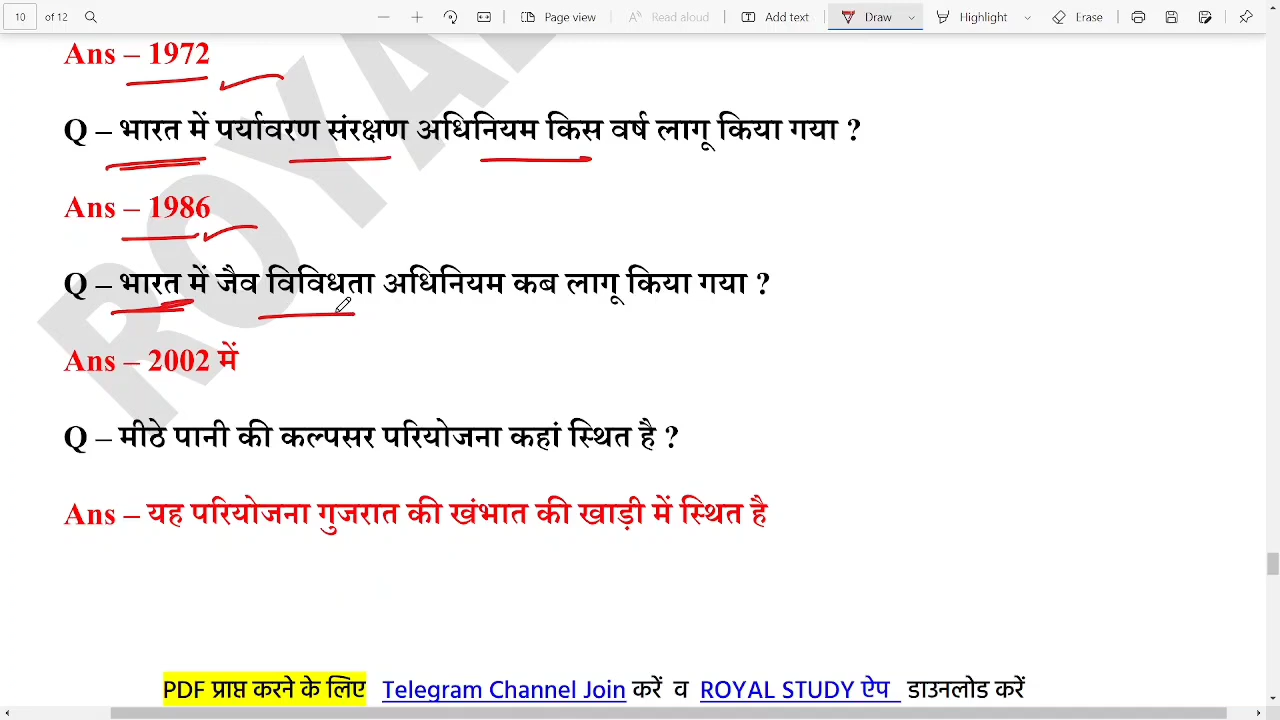 10 of 12 Page view Read aloud Add text Draw Highlight Erase
Ans – 1972
Q – भारत में पर्यावरण संरक्षण अधिनियम किस वर्ष लागू किया गया ?
Ans – 1986
Q – भारत में जैव विविधता अधिनियम कब लागू किया गया ?
Ans – 2002 में
Q – मीठे पानी की कल्पसर परियोजना कहां स्थित है ?
Ans – यह परियोजना गुजरात की खंभात की खाड़ी में स्थित है
ROYAL
PDF प्राप्त करने के लिए Telegram Channel Join करें व ROYAL STUDY ऐप डाउनलोड करें